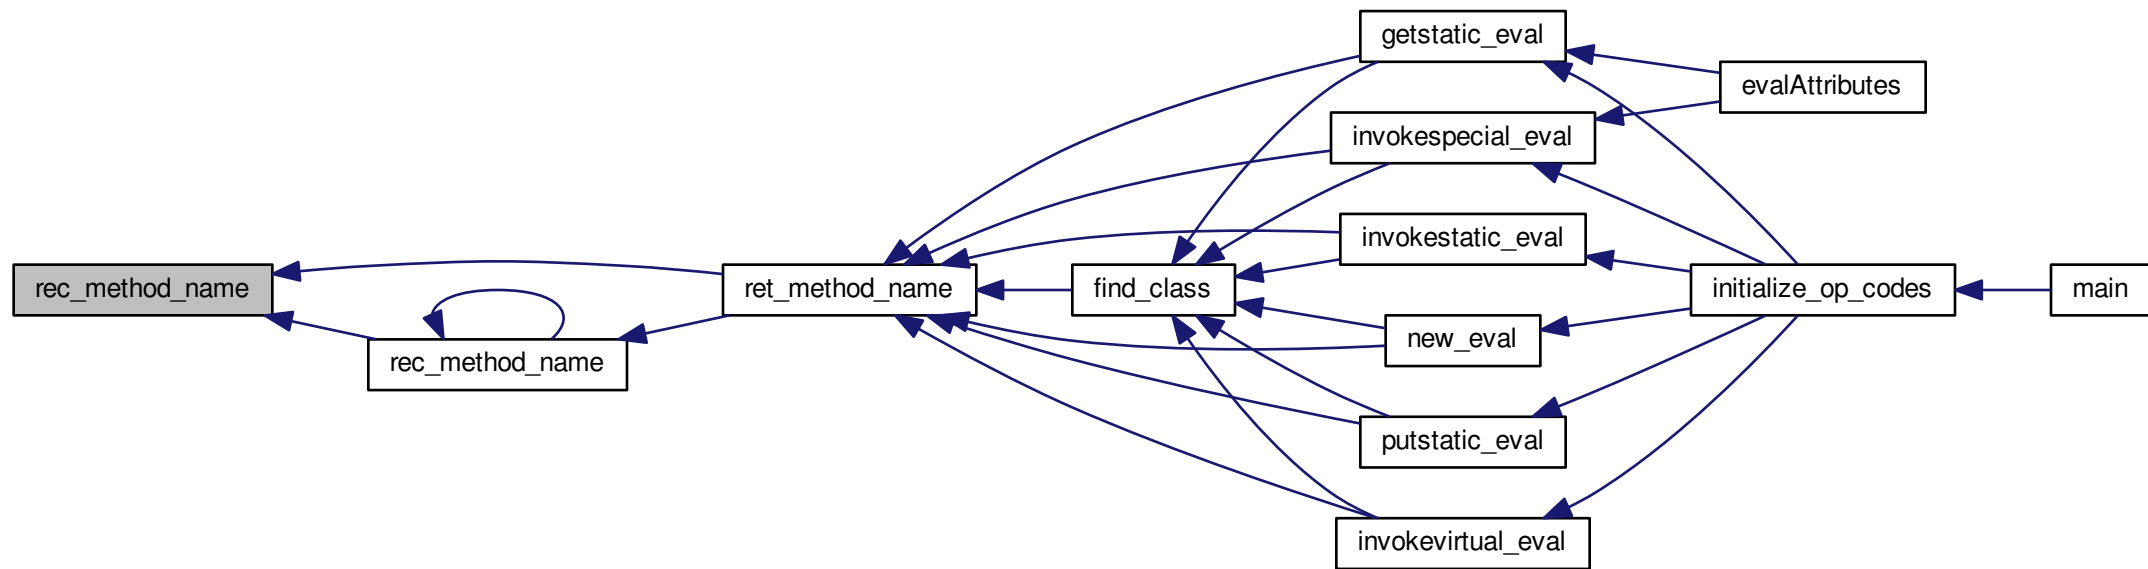 rec_method_name
rec_method_name
ret_method_name
find_class
getstatic_eval
invokespecial_eval
invokestatic_eval
new_eval
putstatic_eval
invokevirtual_eval
evalAttributes
initialize_op_codes
main